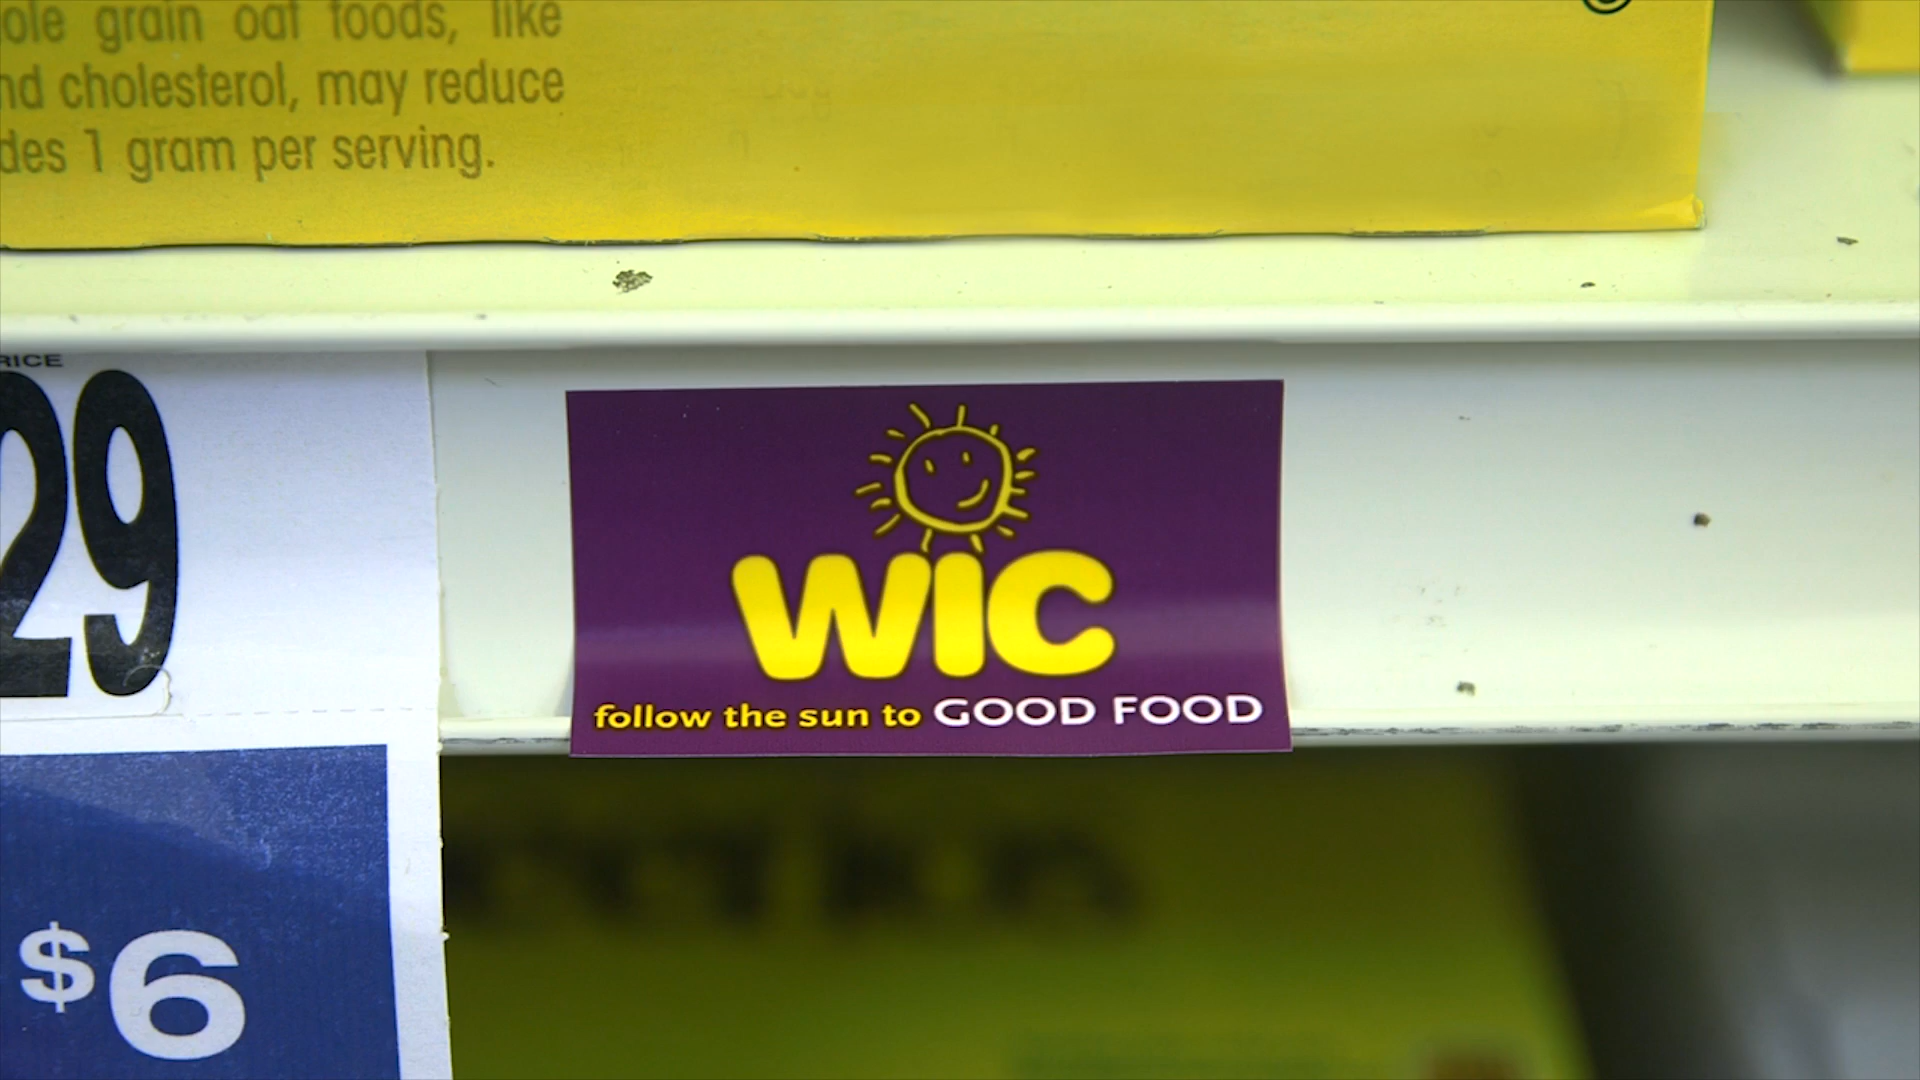 ole grain oat foods, like
nd cholesterol, may reduce
des 1 gram per serving.
RICE
29
WIC
follow the sun to GOOD FOOD
$6